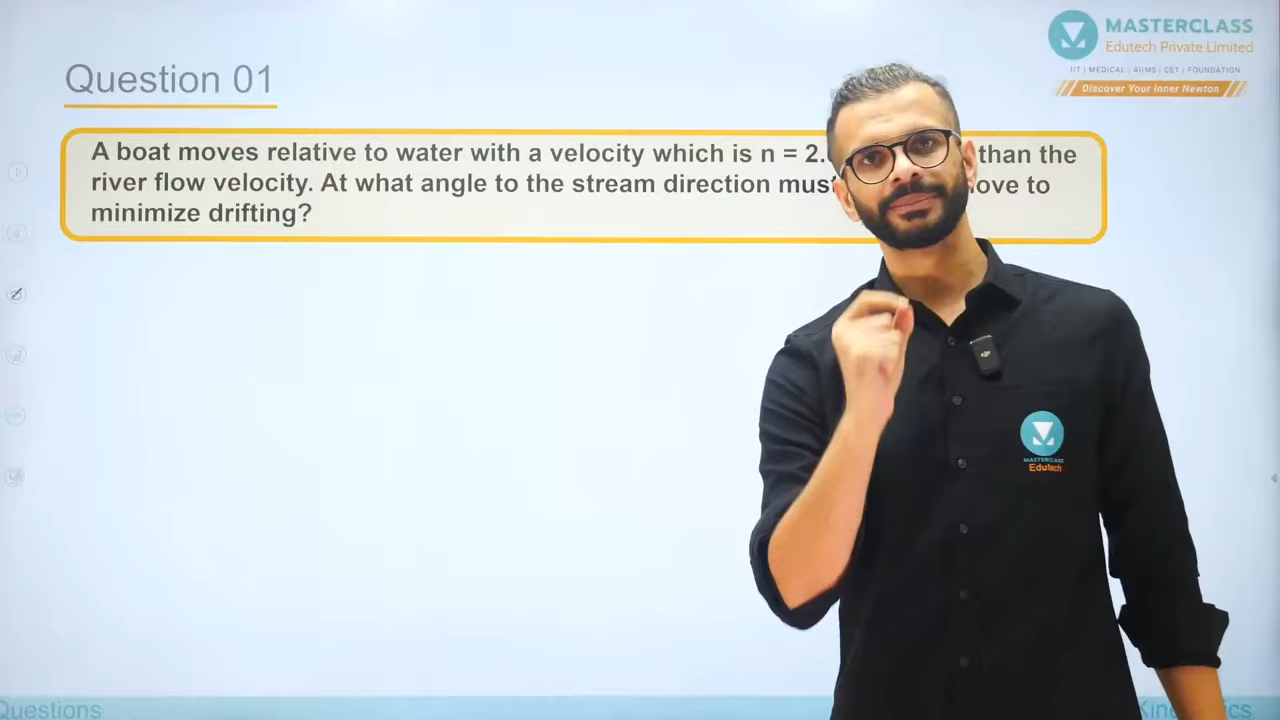 Question 01
MASTERCLASS
Edutech Private Limited
IIT | MEDICAL | AIIMS | CET | FOUNDATION
Discover Your Inner Newton
A boat moves relative to water with a velocity which is n = 2. than the
river flow velocity. At what angle to the stream direction must to
minimize drifting?
MASTERCLASS
Edutech
Questions